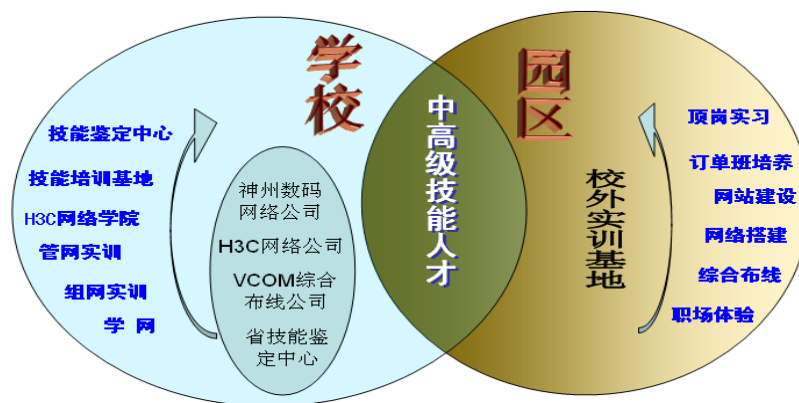 学校
技能鉴定中心
技能培训基地
H3C网络学院
管网实训
组网实训
学 网
神州数码
网络公司
H3C网络公司
VCOM综合
布线公司
省技能鉴
定中心
中高级技能人才
园区
校外实训基地
顶岗实习
订单班培养
网站建设
网络搭建
综合布线
职场体验